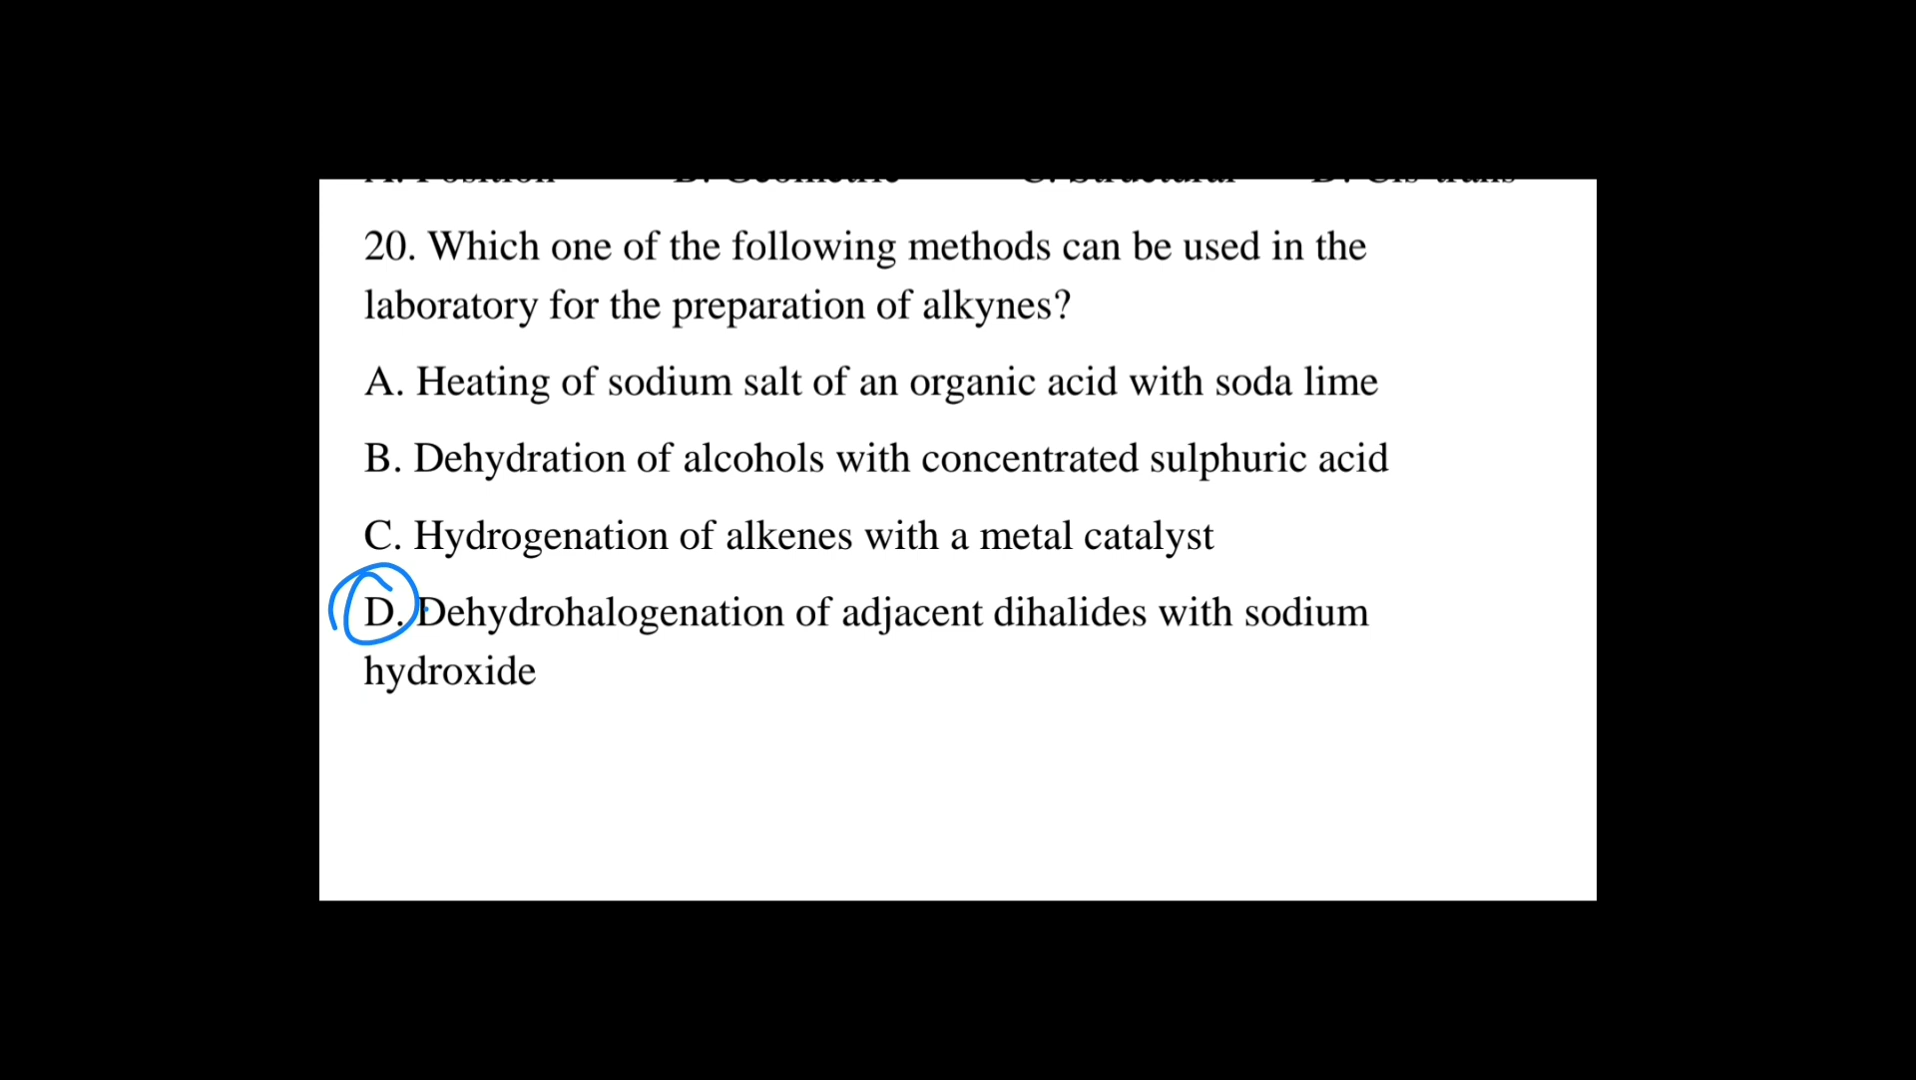 20. Which one of the following methods can be used in the
laboratory for the preparation of alkynes?
A. Heating of sodium salt of an organic acid with soda lime
B. Dehydration of alcohols with concentrated sulphuric acid
C. Hydrogenation of alkenes with a metal catalyst
D. Dehydrohalogenation of adjacent dihalides with sodium
hydroxide